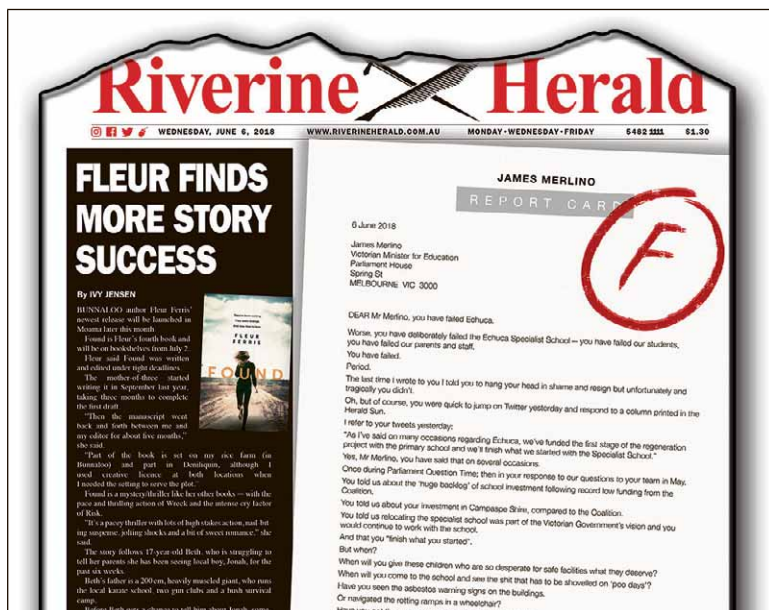 Riverine Herald
WEDNESDAY, JUNE 6, 2018 WWW.RIVERINEHERALD.COM.AU MONDAY-WEDNESDAY-FRIDAY 5482 1111 $1.30
FLEUR FINDS
MORE STORY
SUCCESS
By IVY JENSEN
BUNNALOO author Fleur Ferris'
newest release will be launched in
Moama later this month.
Found is Fleur's fourth book and
will be on bookshelves from July 2.
Fleur said Found was written
and edited under tight deadlines.
The mother-of-three started
writing it in September last year,
taking three months to complete
the first draft.
"Then the manuscript went
back and forth between me and
my editor for about five months,"
she said.
"Part of the book is set on my rice farm (in
Bunnaloo) and part in Deniliquin, although I
used creative licence at both locations when
I needed the setting to serve the plot."
Found is a mystery/thriller like her other books — with the
pace and thrilling action of Wreck and the intense cry factor
of Risk.
"It's a pacey thriller with lots of high stakes action, nail-bit-
ing suspense, jolting shocks and a bit of sweet romance," she
said.
The story follows 17-year-old Beth, who is struggling to
tell her parents she has been seeing local boy, Jonah, for the
past six weeks.
Beth's father is a 200cm, heavily muscled giant, who runs
the local karate school, two gun clubs and a bush survival
camp.
FLEUR
FERRIS
FOUND
JAMES MERLINO
REPORT CARD
F
6 June 2018
James Merlino
Victorian Minister for Education
Parliament House
Spring St
MELBOURNE VIC 3000
DEAR Mr Merlino, you have failed Echuca.
Worse, you have deliberately failed the Echuca Specialist School — you have failed our students,
you have failed our parents and staff.
You have failed.
Period.
The last time I wrote to you I told you to hang your head in shame and resign but unfortunately and
tragically you didn't.
Oh, but of course, you were quick to jump on Twitter yesterday and respond to a column printed in the
Herald Sun.
I refer to your tweets yesterday:
"As I've said on many occasions regarding Echuca, we've funded the first stage of the regeneration
project with the primary school and we'll finish what we started with the Specialist School."
Yes, Mr Merlino, you have said that on several occasions.
Once during Parliament Question Time; then in your response to our questions to your team in May.
You told us about the 'huge backlog' of school investment following record low funding from the
Coalition.
You told us about your investment in Campaspe Shire, compared to the Coalition.
You told us relocating the specialist school was part of the Victorian Government's vision and you
would continue to work with the school.
And that you "finish what you started".
But when?
When will you give these children who are so desperate for safe facilities what they deserve?
When will you come to the school and see the shit that has to be shovelled on 'poo days'?
Have you seen the asbestos warning signs on the buildings.
Or navigated the rotting ramps in a wheelchair?